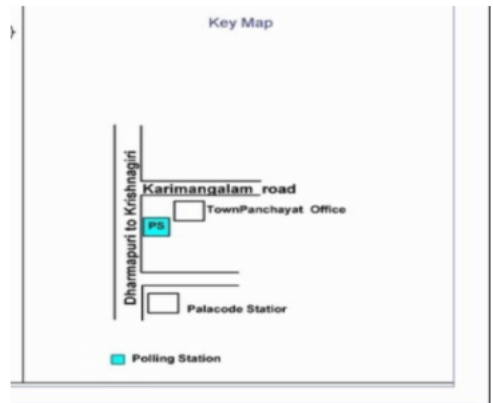 Key Map
Dharmapuri to Krishnagiri
Karimangalam road
TownPanchayat Office
PS
Palacode Statior
Polling Station